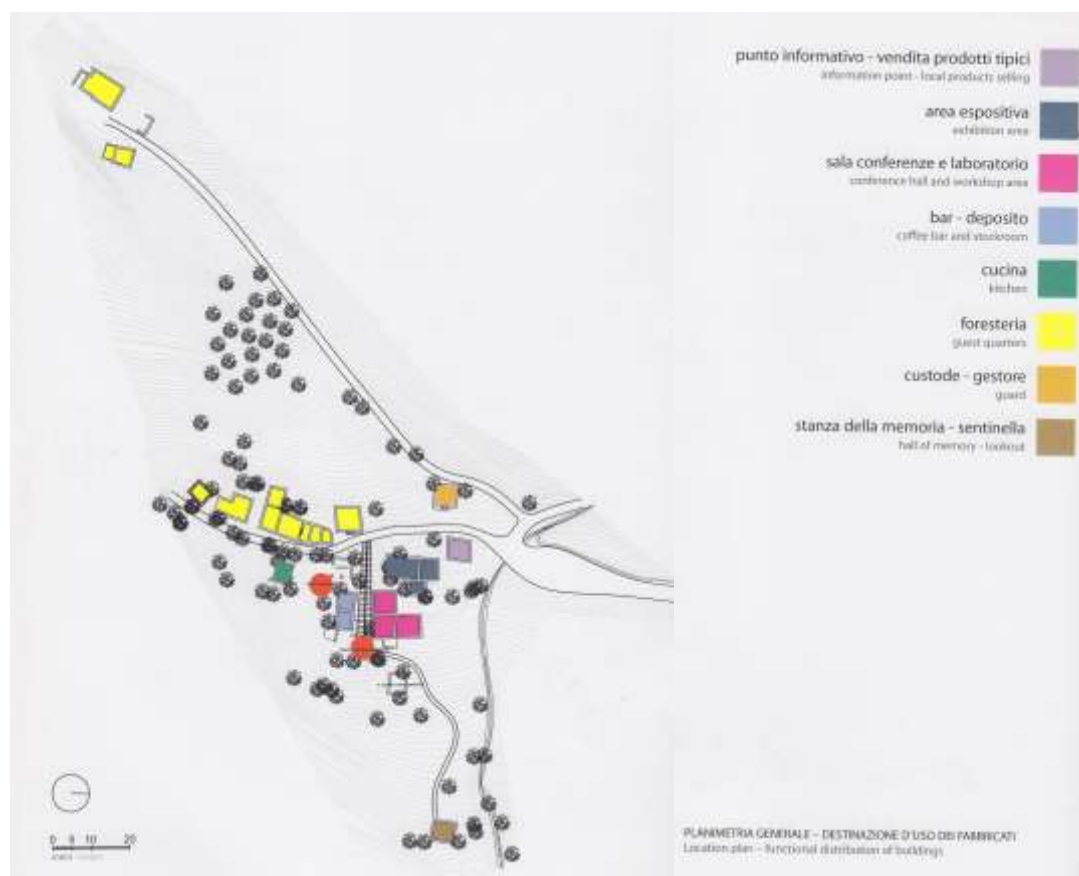 punto informativo - vendita prodotti tipici
information point - local products selling
area espositiva
exhibition area
sala conferenze e laboratorio
conference hall and workshop area
bar - deposito
coffee bar and stockroom
cucina
kitchen
foresteria
guest quarters
custode - gestore
guard
stanza della memoria - sentinella
hall of memory - lookout
0 5 10 20
PLANIMETRIA GENERALE – DESTINAZIONE D'USO DEI FABBRICATI
Location plan – functional distribution of buildings